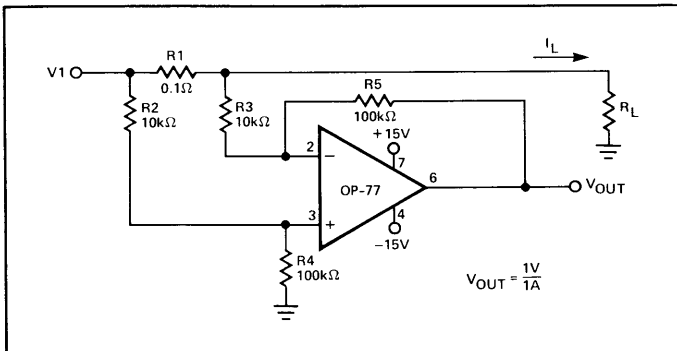 V1
R1
0.1Ω
I_L
R2
10kΩ
R3
10kΩ
R5
100kΩ
R_L
+15V
2
−
7
6
OP-77
V_OUT
3
+
4
−15V
R4
100kΩ
V_OUT = 1V/1A